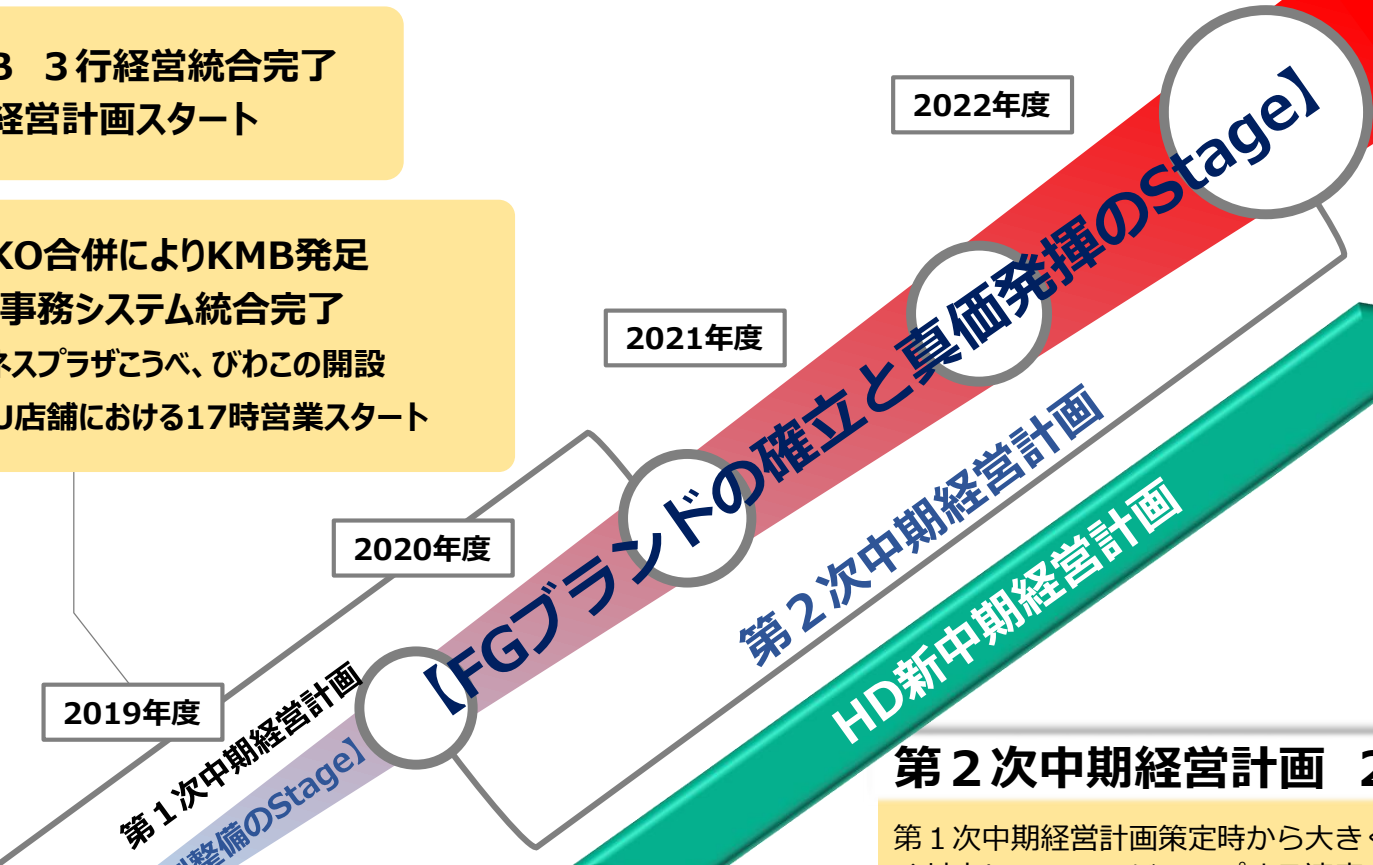 B ３行経営統合完了
経営計画スタート
KO合併によりKMB発足
事務システム統合完了
ネスプラザこうべ、びわこの開設
U店舗における17時営業スタート
2022年度
2021年度
2020年度
2019年度
【FGブランドの確立と真価発揮のStage】
第２次中期経営計画
HD新中期経営計画
第１次中期経営計画
整備のStage】
第２次中期経営計画
第１次中期経営計画策定時から大きく